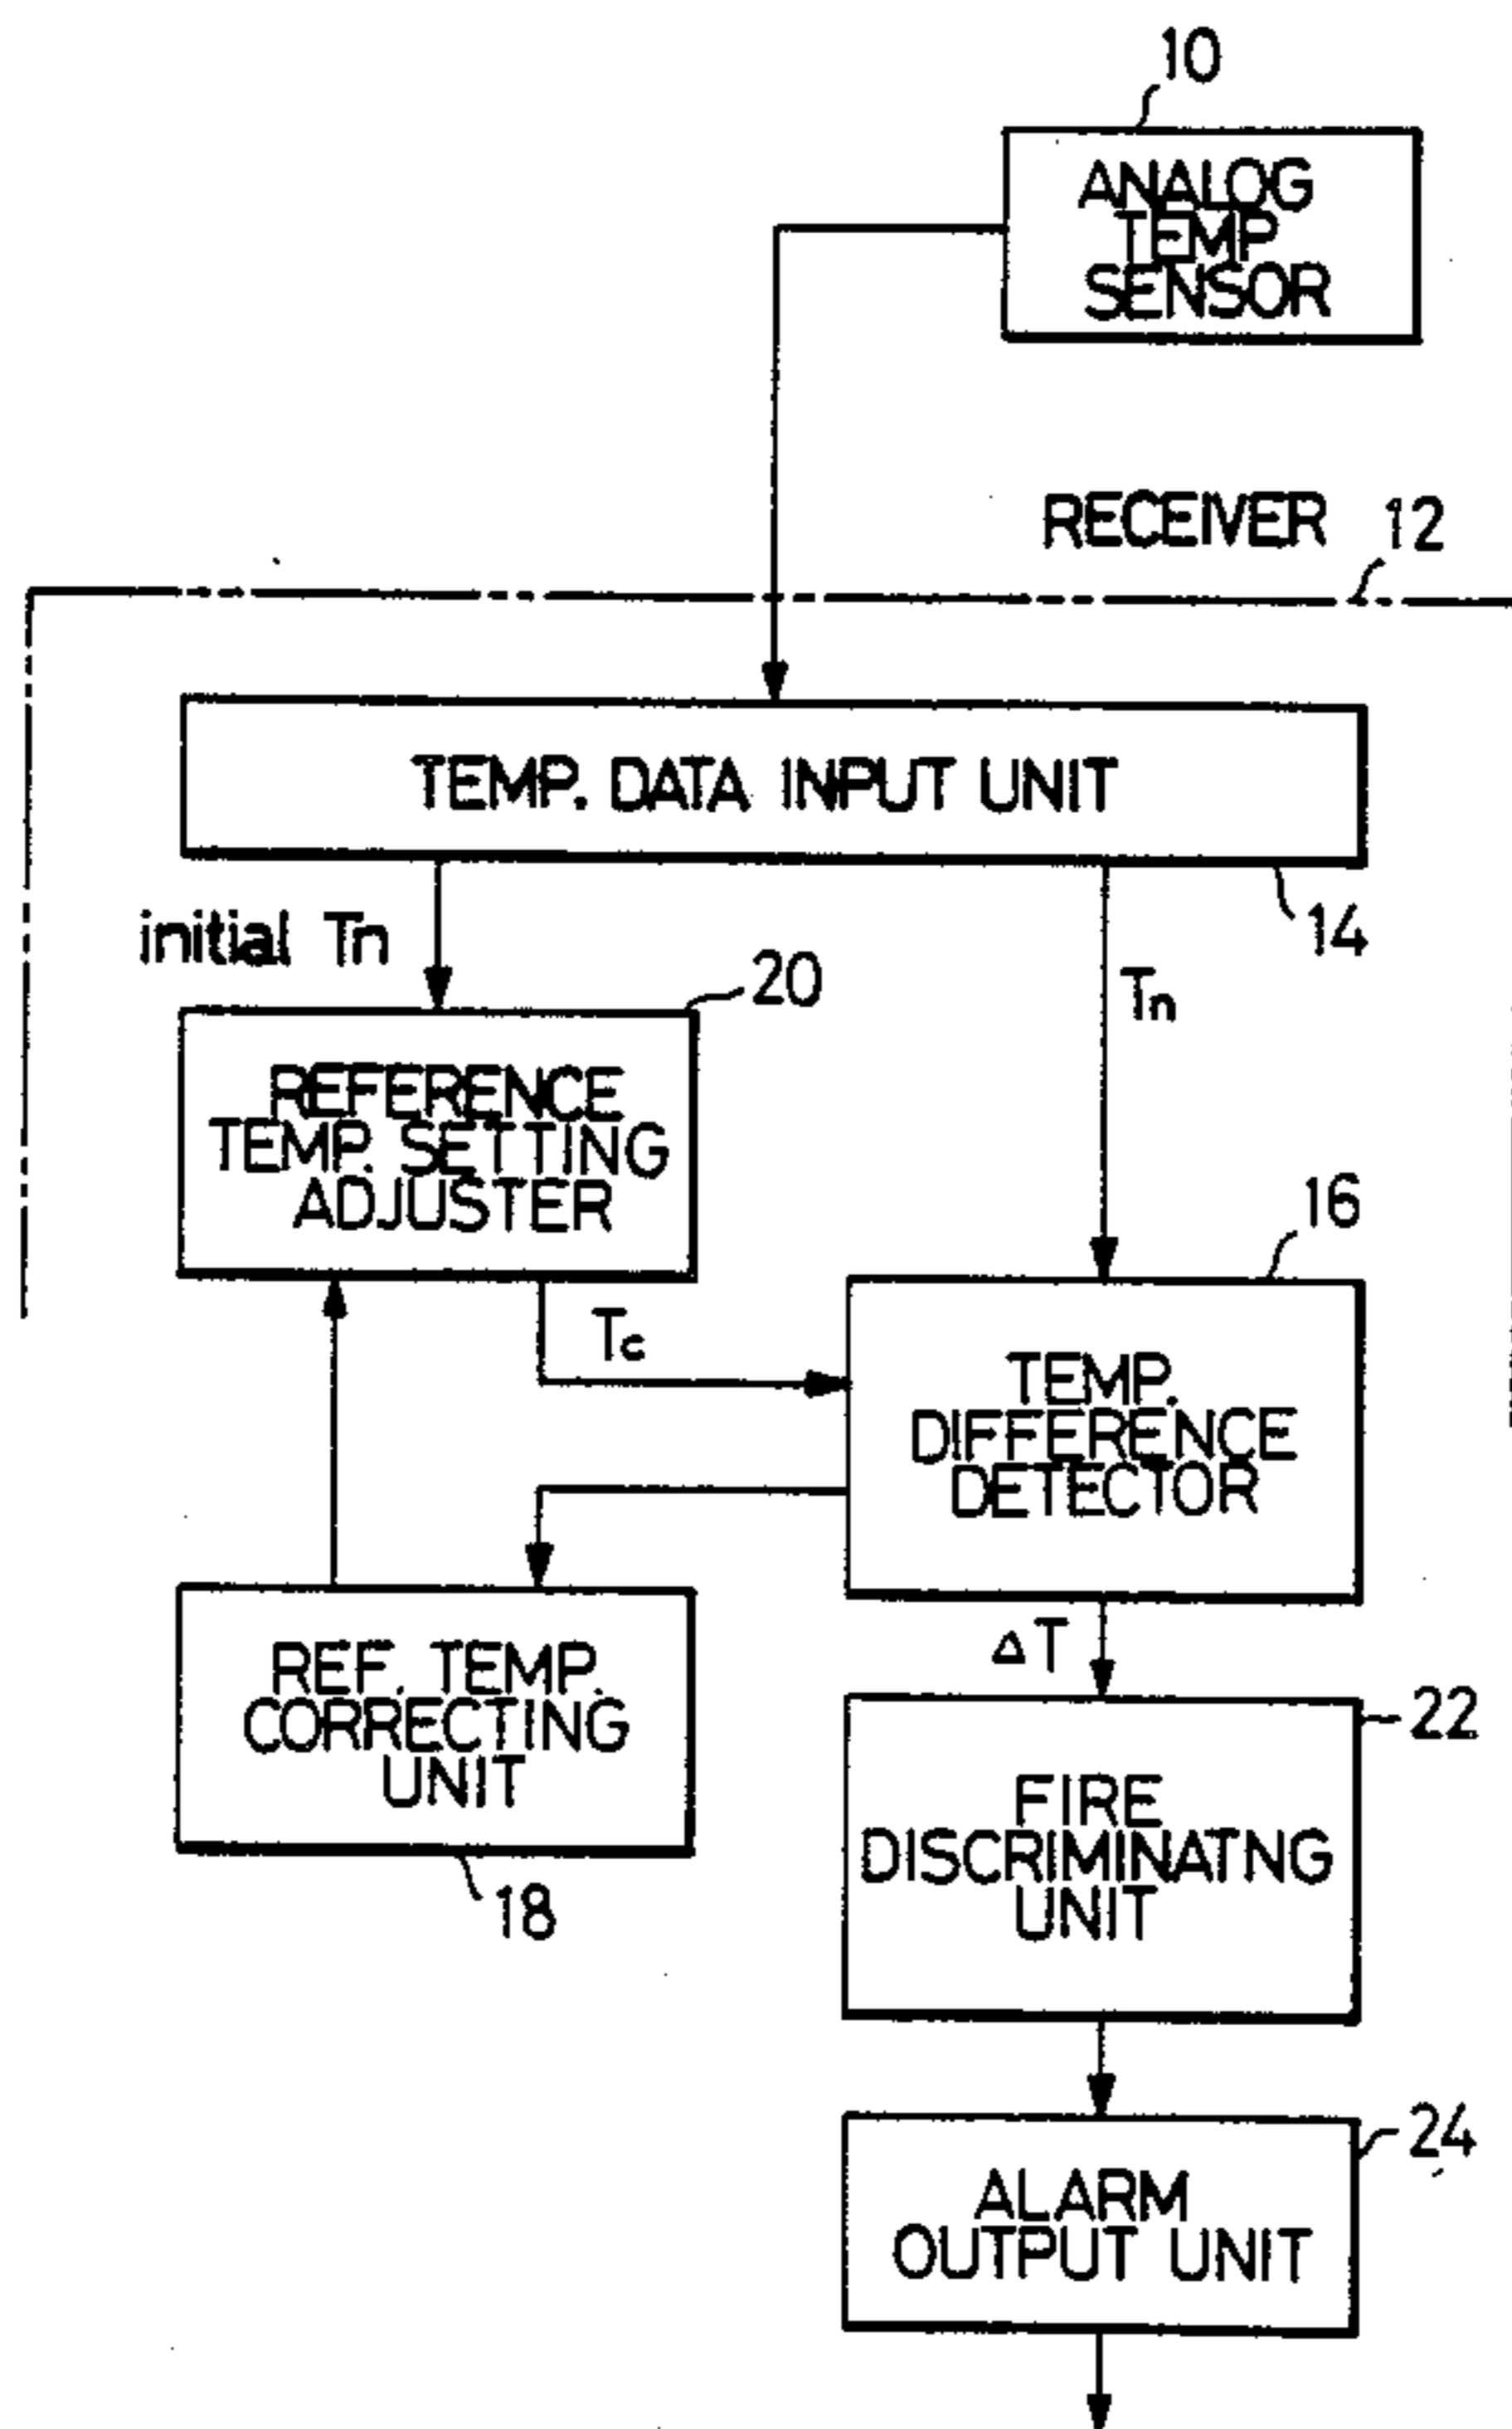 10
ANALOG
TEMP
SENSOR
RECEIVER
12
TEMP. DATA INPUT UNIT
14
initial Tn
Tn
20
REFERENCE
TEMP. SETTING
ADJUSTER
16
Tc
TEMP.
DIFFERENCE
DETECTOR
REF. TEMP.
CORRECTING
UNIT
18
ΔT
22
FIRE
DISCRIMINATNG
UNIT
24
ALARM
OUTPUT UNIT